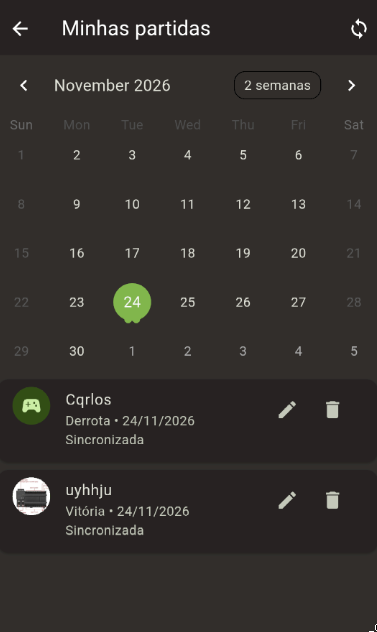 Minhas partidas
November 2026 2 semanas
Sun Mon Tue Wed Thu Fri Sat
1 2 3 4 5 6 7
8 9 10 11 12 13 14
15 16 17 18 19 20 21
22 23 24 25 26 27 28
29 30 1 2 3 4 5
Cqrlos
Derrota • 24/11/2026
Sincronizada
uyhhju
Vitória • 24/11/2026
Sincronizada